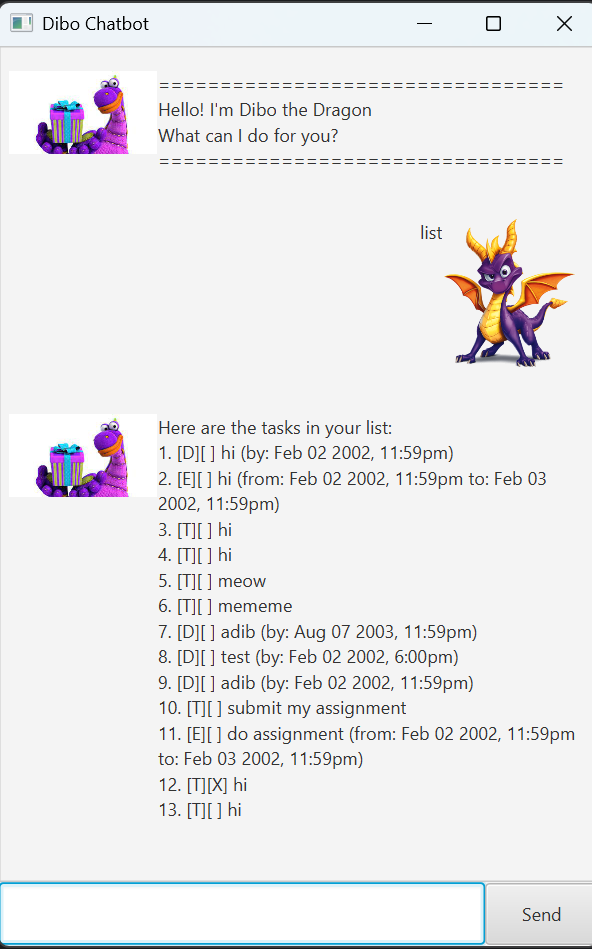 Dibo Chatbot
=================================
Hello! I'm Dibo the Dragon
What can I do for you?
=================================
list
Here are the tasks in your list:
1. [D][ ] hi (by: Feb 02 2002, 11:59pm)
2. [E][ ] hi (from: Feb 02 2002, 11:59pm to: Feb 03
2002, 11:59pm)
3. [T][ ] hi
4. [T][ ] hi
5. [T][ ] meow
6. [T][ ] mememe
7. [D][ ] adib (by: Aug 07 2003, 11:59pm)
8. [D][ ] test (by: Feb 02 2002, 6:00pm)
9. [D][ ] adib (by: Feb 02 2002, 11:59pm)
10. [T][ ] submit my assignment
11. [E][ ] do assignment (from: Feb 02 2002, 11:59pm
to: Feb 03 2002, 11:59pm)
12. [T][X] hi
13. [T][ ] hi
Send